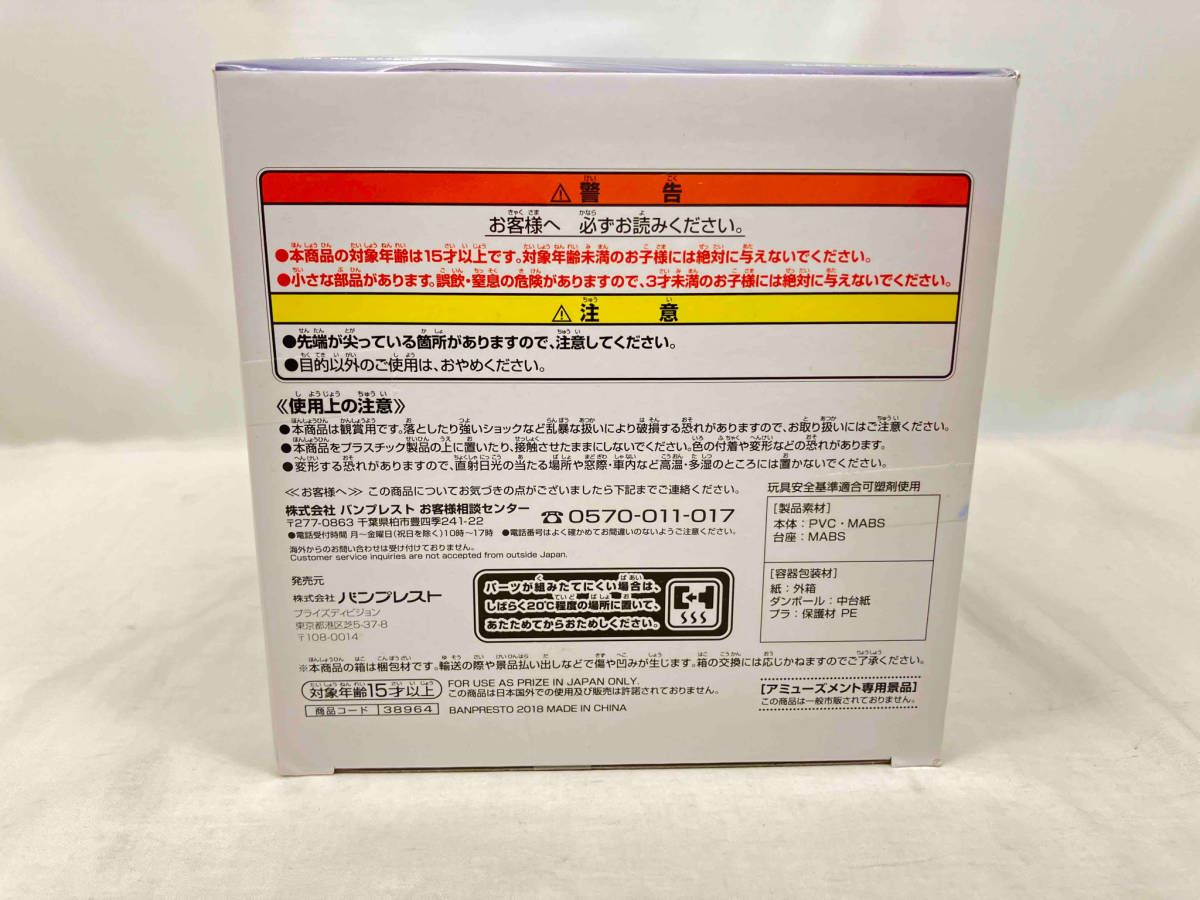 ⚠警告
お客様へ 必ずお読みください。
●本商品の対象年齢は15才以上です。対象年齢未満のお子様には絶対に与えないでください。
●小さな部品があります。誤飲・窒息の危険がありますので、3才未満のお子様には絶対に与えないでください。
⚠注意
●先端が尖っている箇所がありますので、注意してください。
●目的以外のご使用は、おやめください。
《使用上の注意》
●本商品は観賞用です。落としたり強いショックなど乱暴な扱いにより破損する恐れがありますので、お取り扱いにはご注意ください。
●本商品をプラスチック製品の上に置いたり、接触させたままにしないでください。色の付着や変形などの恐れがあります。
●変形する恐れがありますので、直射日光の当たる場所や窓際・車内など高温・多湿のところには置かないでください。
≪お客様へ≫ この商品についてお気づきの点がございましたら下記までご連絡ください。
株式会社 バンプレスト お客様相談センター
〒277-0863 千葉県柏市豊四季241-22
☎0570-011-017
●電話受付時間 月〜金曜日(祝日を除く)10時〜17時 ●電話番号はよく確かめてお間違いのないようご注意ください。
海外からのお問い合わせは受け付けておりません。
Customer service inquiries are not accepted from outside Japan.
玩具安全基準適合可塑剤使用
[製品素材]
本体：PVC・MABS
台座：MABS
[容器包装材]
紙：外箱
ダンボール：中台紙
プラ：保護材 PE
発売元
株式会社 バンプレスト
プライズディビジョン
東京都港区芝5-37-8
〒108-0014
パーツが組みたてにくい場合は、
しばらく20℃程度の場所に置いて、
あたためてからおためしください。
※本商品の箱は梱包材です。輸送の際や景品払い出しなどで傷や凹みが生じます。箱の交換には応じかねますのでご了承ください。
対象年齢15才以上
商品コード 38964
FOR USE AS PRIZE IN JAPAN ONLY.
この商品は日本国外での使用及び販売は許諾されておりません。
BANPRESTO 2018 MADE IN CHINA
[アミューズメント専用景品]
この商品は一般市販されておりません。